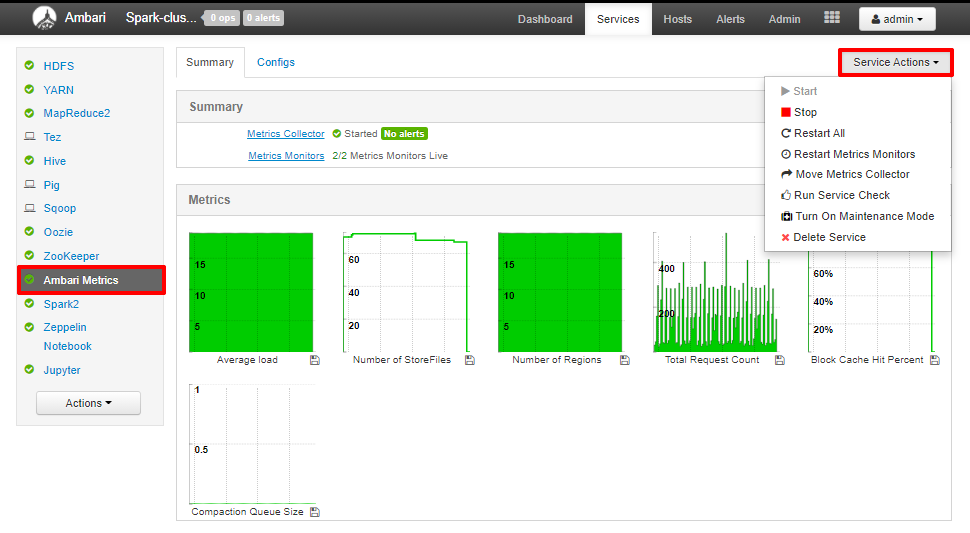 Ambari Spark-clus... 0 ops 0 alerts Dashboard Services Hosts Alerts Admin admin
HDFS
YARN
MapReduce2
Tez
Hive
Pig
Sqoop
Oozie
ZooKeeper
Ambari Metrics
Spark2
Zeppelin
Notebook
Jupyter
Actions
Summary Configs Service Actions
Start
Stop
Restart All
Restart Metrics Monitors
Move Metrics Collector
Run Service Check
Turn On Maintenance Mode
Delete Service
Summary
Metrics Collector Started No alerts
Metrics Monitors 2/2 Metrics Monitors Live
Metrics
15
10
5
Average load
60
40
20
Number of StoreFiles
15
10
5
Number of Regions
400
200
Total Request Count
60%
40%
20%
Block Cache Hit Percent
1
0.5
Compaction Queue Size